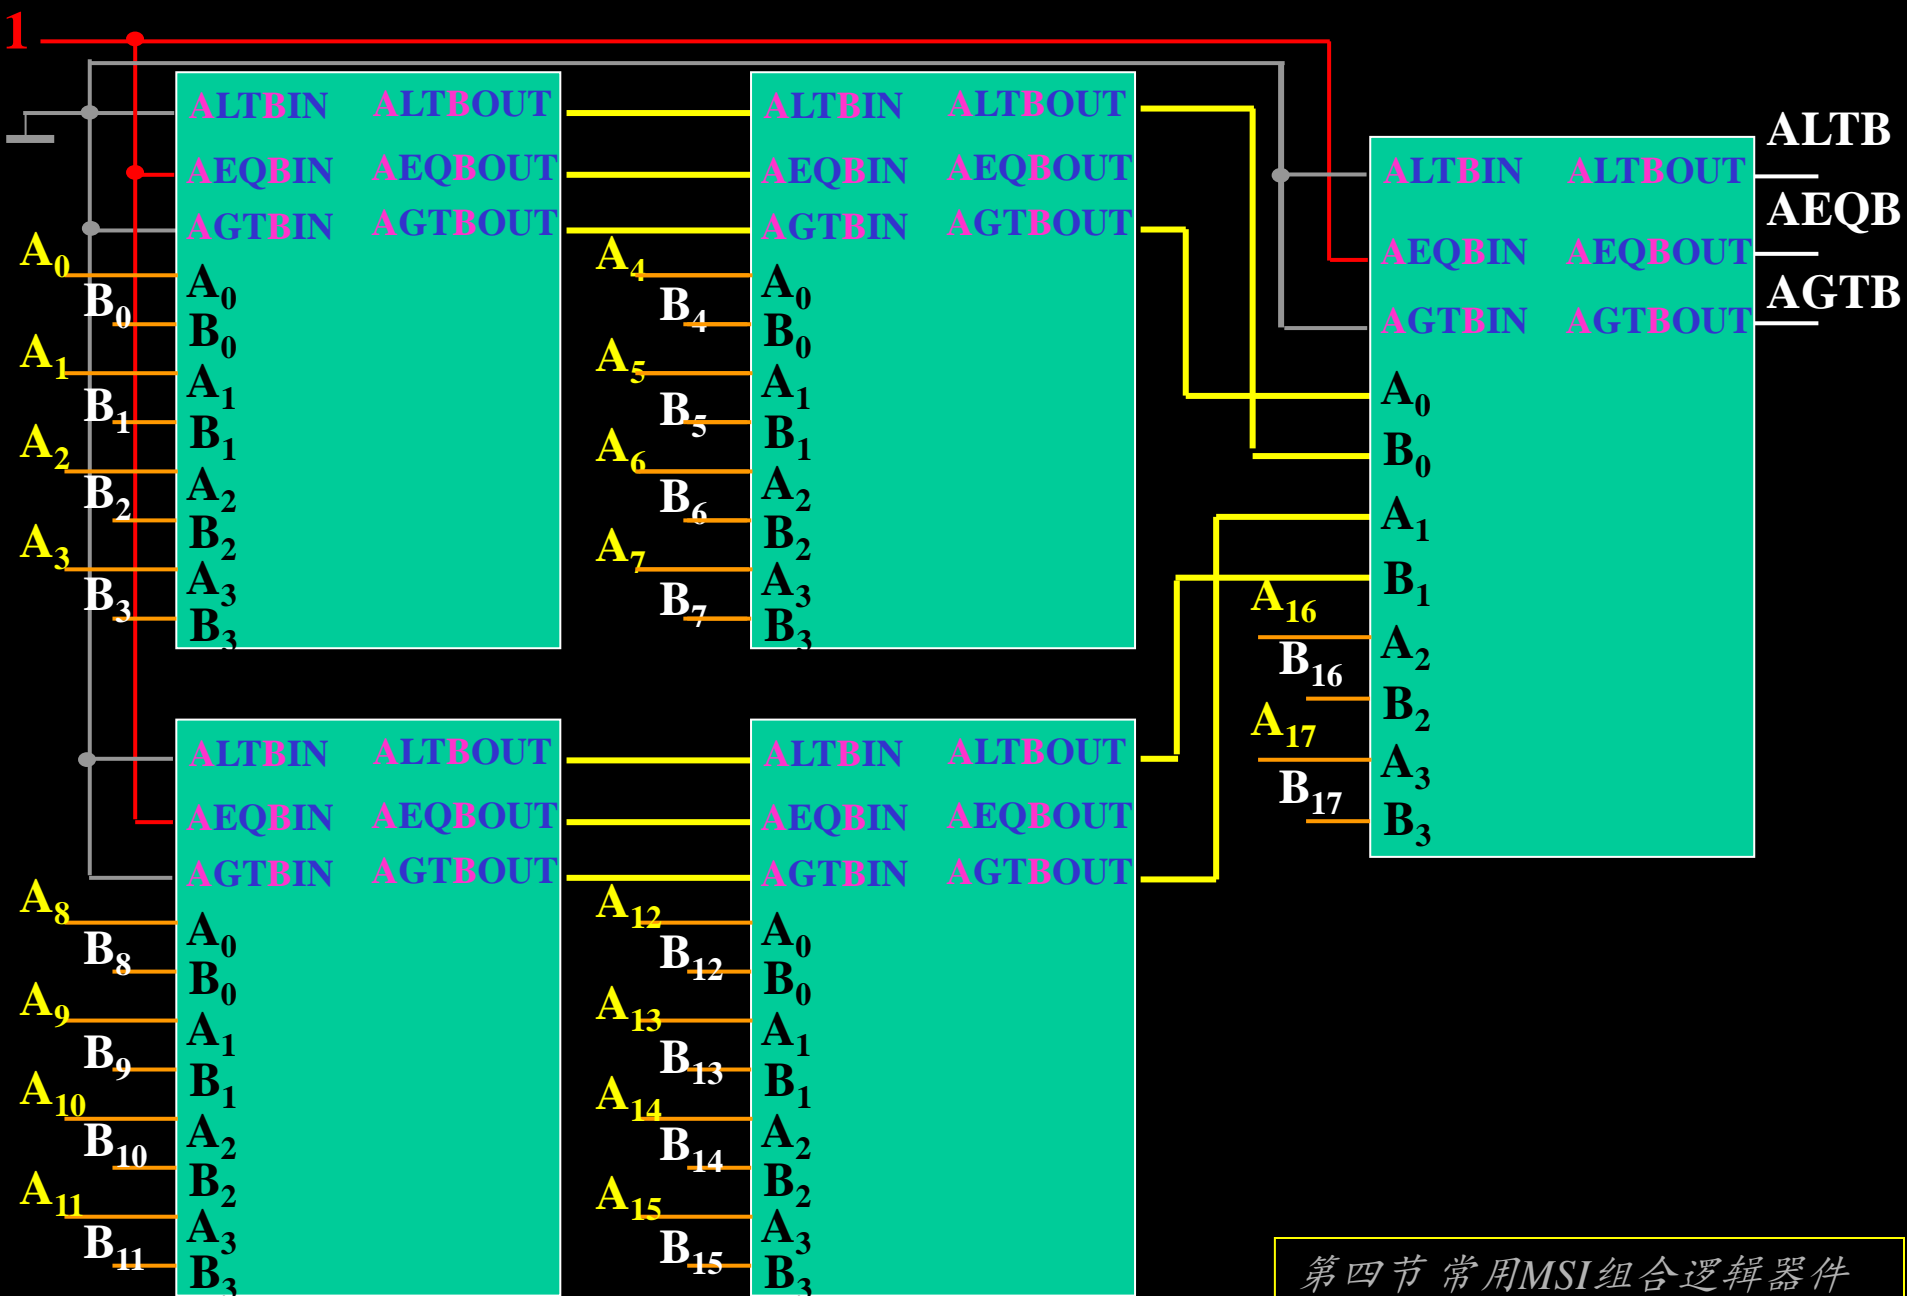 1
ALTBIN ALTBOUT
AEQBIN AEQBOUT
AGTBIN AGTBOUT
A0
B0
A1
B1
A2
B2
A3
B3
A0
B0
A1
B1
A2
B2
A3
B3
ALTBIN ALTBOUT
AEQBIN AEQBOUT
AGTBIN AGTBOUT
A4
B4
A5
B5
A6
B6
A7
B7
A0
B0
A1
B1
A2
B2
A3
B3
ALTBIN ALTBOUT
AEQBIN AEQBOUT
AGTBIN AGTBOUT
ALTB
AEQB
AGTB
A16
B16
A17
B17
A0
B0
A1
B1
A2
B2
A3
B3
ALTBIN ALTBOUT
AEQBIN AEQBOUT
AGTBIN AGTBOUT
A8
B8
A9
B9
A10
B10
A11
B11
A0
B0
A1
B1
A2
B2
A3
B3
ALTBIN ALTBOUT
AEQBIN AEQBOUT
AGTBIN AGTBOUT
A12
B12
A13
B13
A14
B14
A15
B15
A0
B0
A1
B1
A2
B2
A3
B3
第四节 常用MSI组合逻辑器件